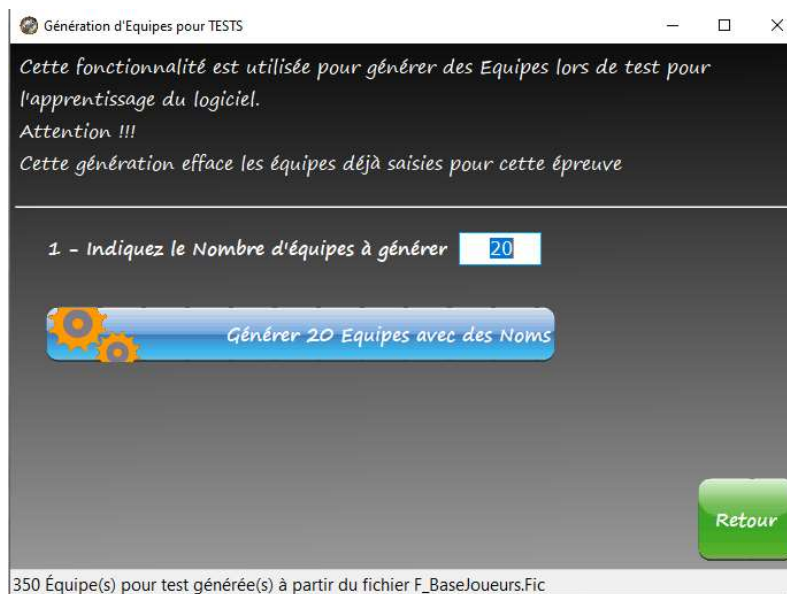 Génération d'Equipes pour TESTS
Cette fonctionnalité est utilisée pour générer des Equipes lors de test pour
l'apprentissage du logiciel.
Attention !!!
Cette génération efface les équipes déjà saisies pour cette épreuve
1 - Indiquez le Nombre d'équipes à générer 20
Générer 20 Equipes avec des Noms
Retour
350 Équipe(s) pour test générée(s) à partir du fichier F_BaseJoueurs.Fic